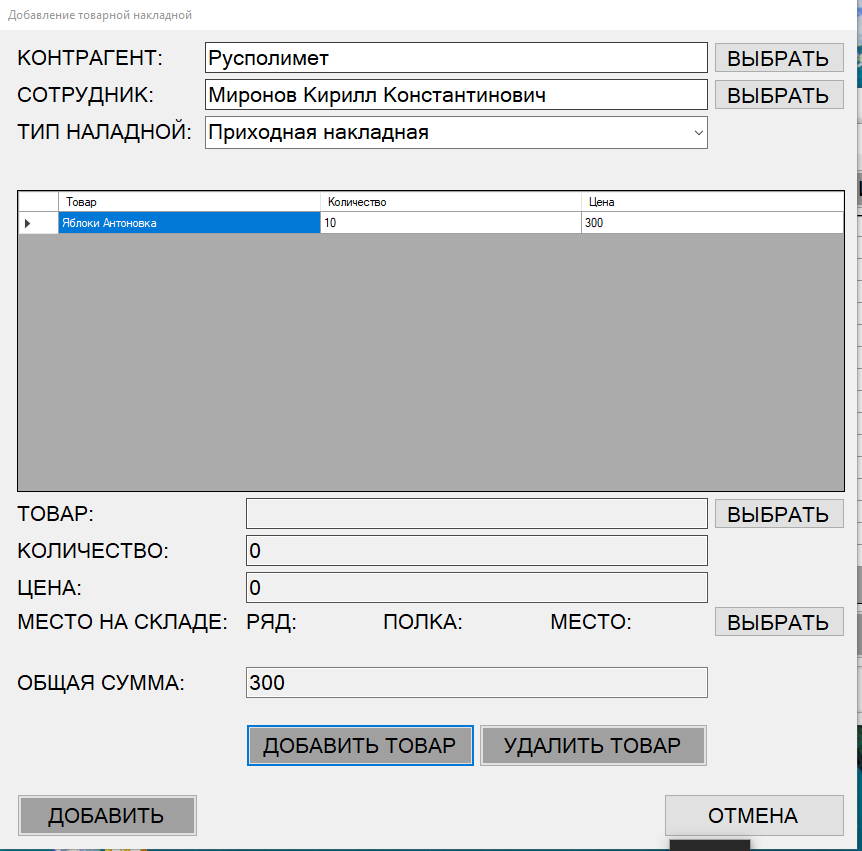 Добавление товарной накладной
КОНТРАГЕНТ: Русполимет ВЫБРАТЬ
СОТРУДНИК: Миронов Кирилл Константинович ВЫБРАТЬ
ТИП НАЛАДНОЙ: Приходная накладная
Товар Количество Цена
Яблоки Антоновка 10 300
ТОВАР: ВЫБРАТЬ
КОЛИЧЕСТВО: 0
ЦЕНА: 0
МЕСТО НА СКЛАДЕ: РЯД: ПОЛКА: МЕСТО: ВЫБРАТЬ
ОБЩАЯ СУММА: 300
ДОБАВИТЬ ТОВАР УДАЛИТЬ ТОВАР
ДОБАВИТЬ ОТМЕНА